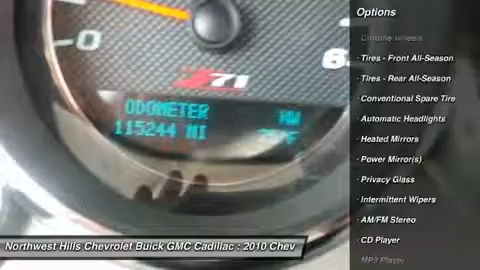 Options
Chrome Wheels
· Tires - Front All-Season
· Tires - Rear All-Season
· Conventional Spare Tire
· Automatic Headlights
· Heated Mirrors
· Power Mirror(s)
· Privacy Glass
· Intermittent Wipers
· AM/FM Stereo
· CD Player
· MP3 Player
0
Z71
ODOMETER
115244 MI
Northwest Hills Chevrolet Buick GMC Cadillac : 2010 Chev